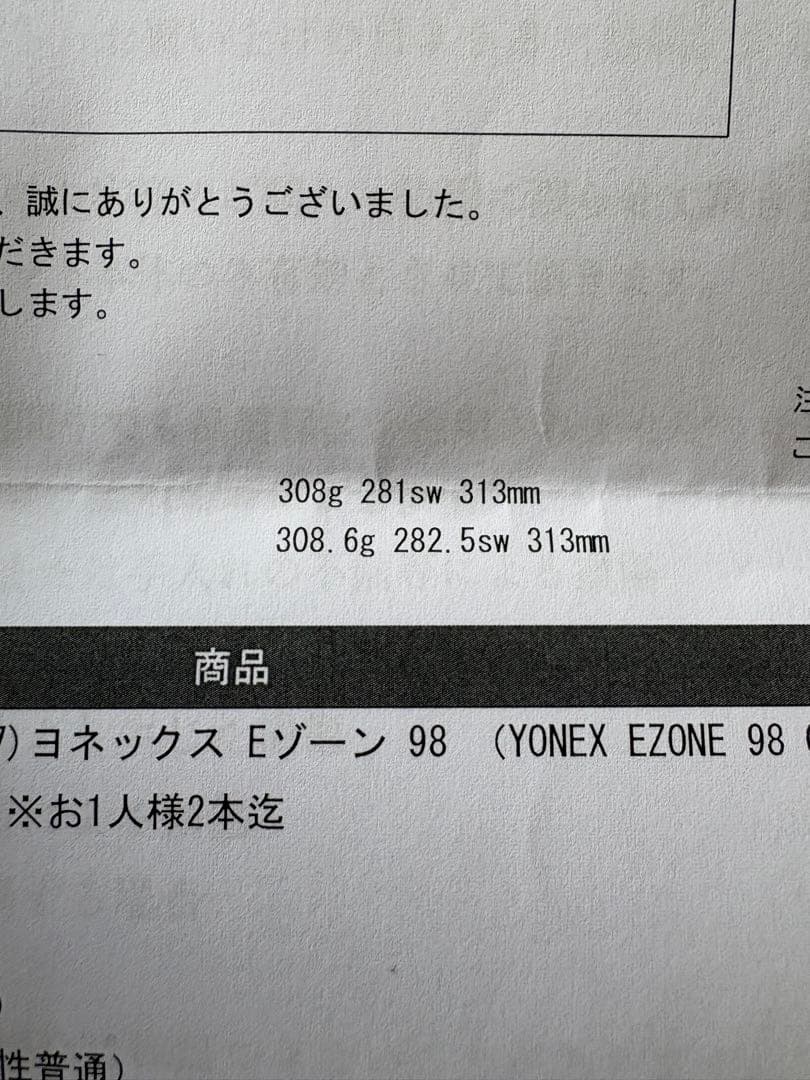 、誠にありがとうございました。
だきます。
します。
308g 281sw 313mm
308.6g 282.5sw 313mm
商品
)ヨネックス Eゾーン 98 (YONEX EZONE 98 (
※お1人様2本迄
性普通)